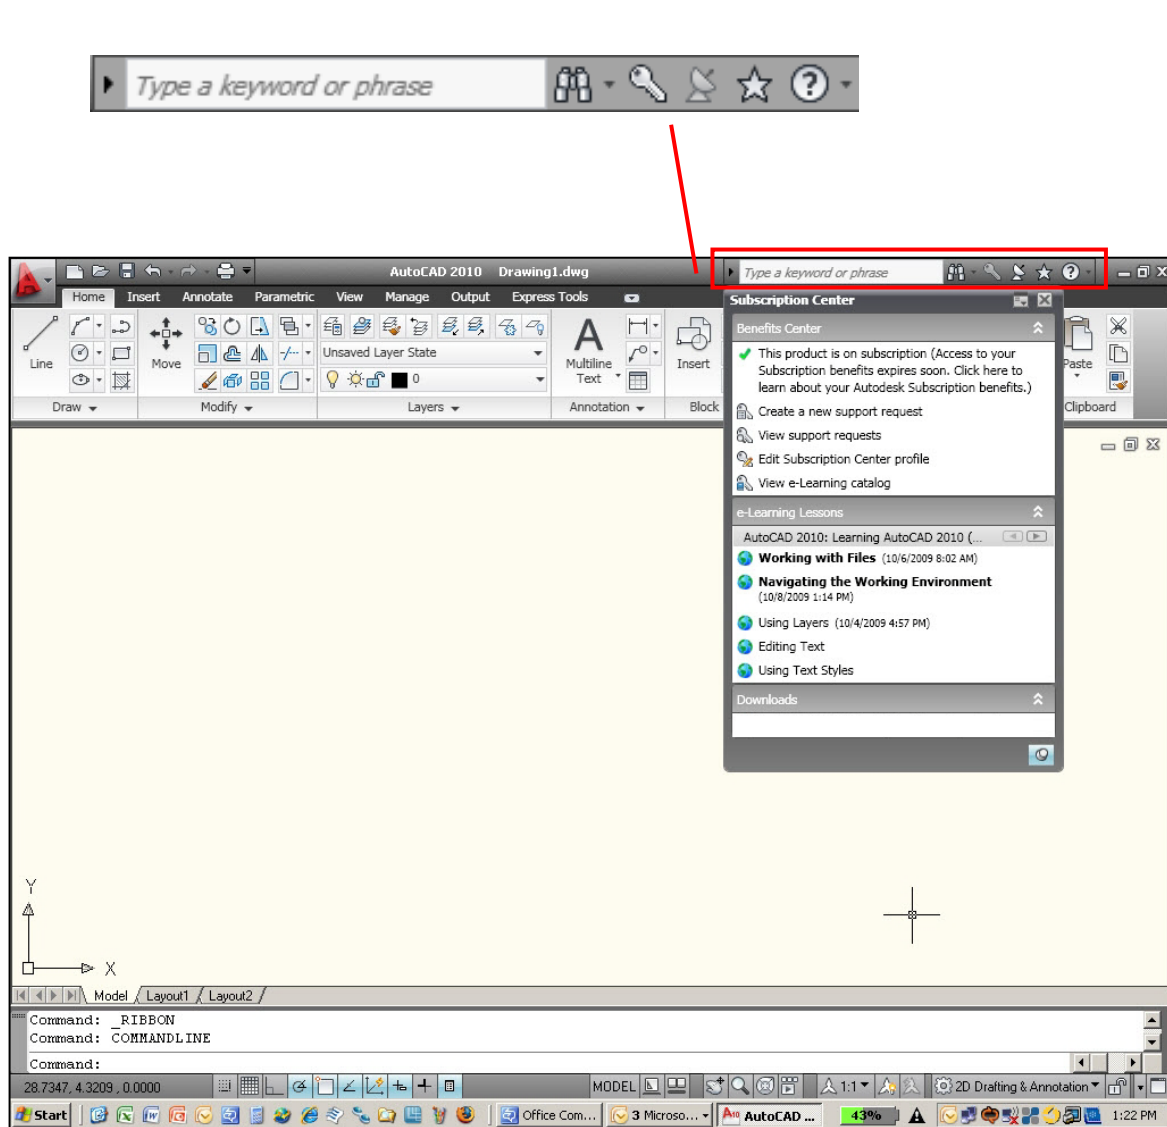 Type a keyword or phrase
AutoCAD 2010 Drawing1.dwg
Type a keyword or phrase
Home Insert Annotate Parametric View Manage Output Express Tools
Line
Move
Unsaved Layer State
0
A
Multiline
Text
Insert
Paste
Draw
Modify
Layers
Annotation
Block
Clipboard
Subscription Center
Benefits Center
This product is on subscription (Access to your
Subscription benefits expires soon. Click here to
learn about your Autodesk Subscription benefits.)
Create a new support request
View support requests
Edit Subscription Center profile
View e-Learning catalog
e-Learning Lessons
AutoCAD 2010: Learning AutoCAD 2010 (...
Working with Files (10/6/2009 8:02 AM)
Navigating the Working Environment
(10/8/2009 1:14 PM)
Using Layers (10/4/2009 4:57 PM)
Editing Text
Using Text Styles
Downloads
Y
X
Model Layout1 Layout2
Command: _RIBBON
Command: COMMANDLINE
Command:
28.7347, 4.3209 , 0.0000 MODEL 1:1 2D Drafting & Annotation
Start Office Com... 3 Microso... AutoCAD ... 43% 1:22 PM